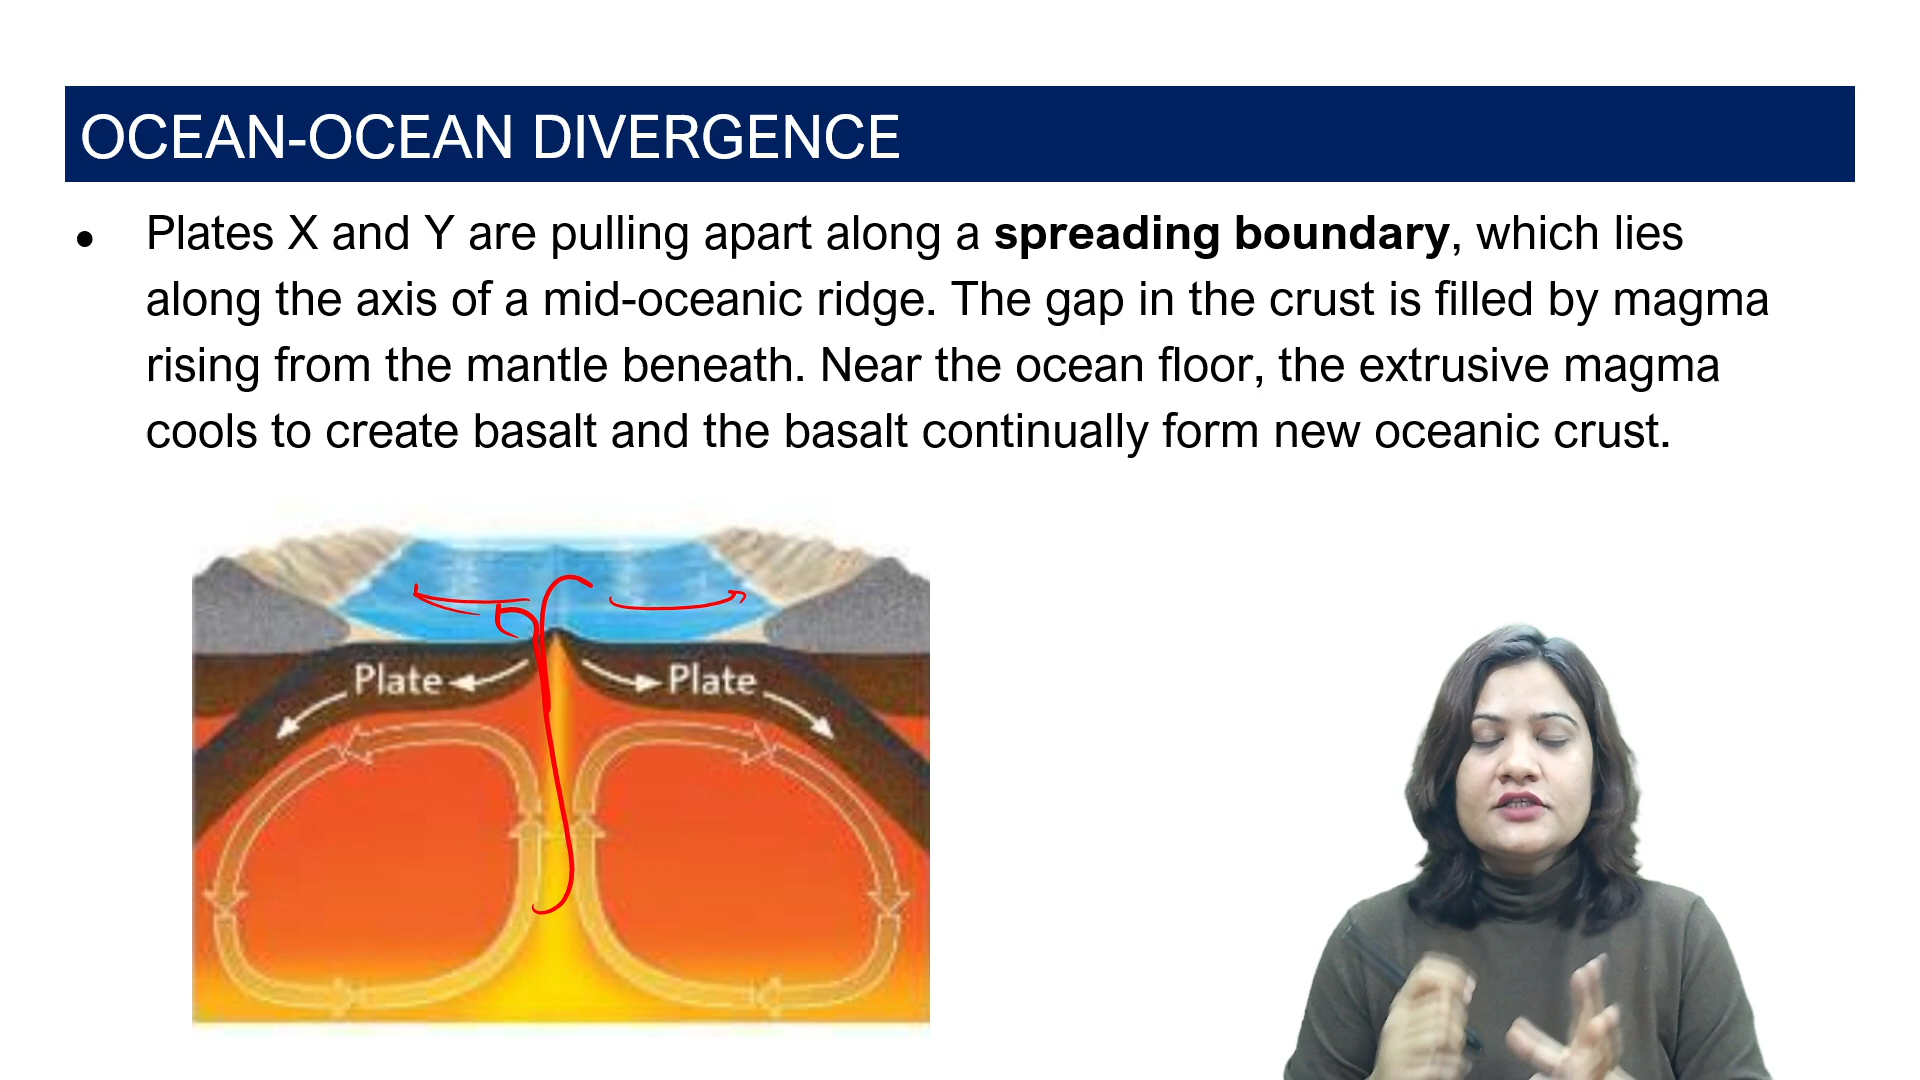 OCEAN-OCEAN DIVERGENCE
● Plates X and Y are pulling apart along a spreading boundary, which lies
along the axis of a mid-oceanic ridge. The gap in the crust is filled by magma
rising from the mantle beneath. Near the ocean floor, the extrusive magma
cools to create basalt and the basalt continually form new oceanic crust.
Plate Plate